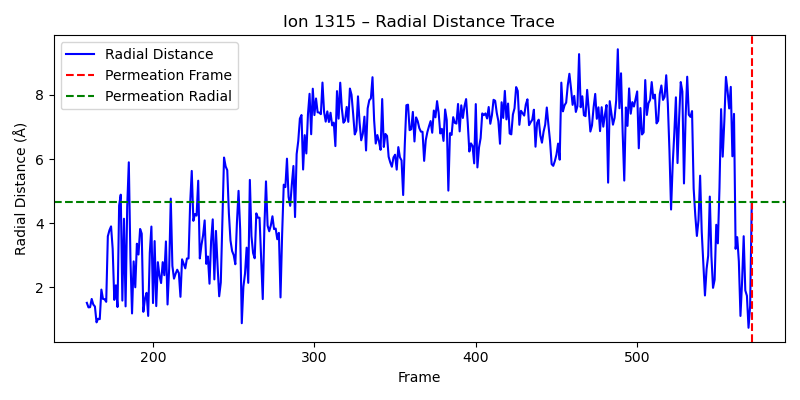 Ion 1315 – Radial Distance Trace
Radial Distance
Permeation Frame
Permeation Radial
Radial Distance (Å)
8
6
4
2
200
300
400
500
Frame